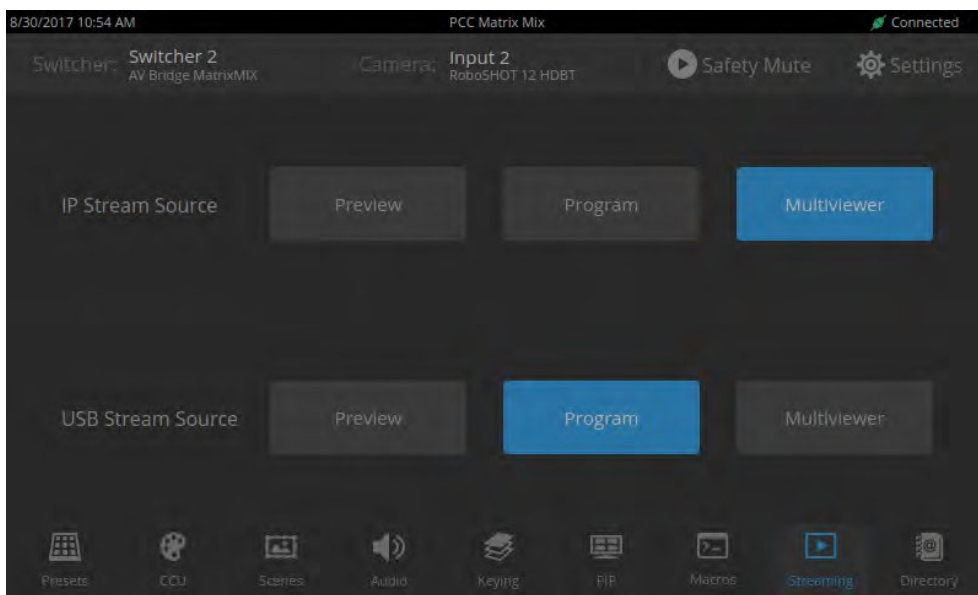 8/30/2017 10:54 AM PCC Matrix Mix Connected
Switcher: Switcher 2 Camera: Input 2 Safety Mute Settings
AV Bridge MatrixMIX RoboSHOT 12 HDBT
IP Stream Source Preview Program Multiviewer
USB Stream Source Preview Program Multiviewer
Presets CCU Scenes Audio Keying PIP Macros Streaming Directory